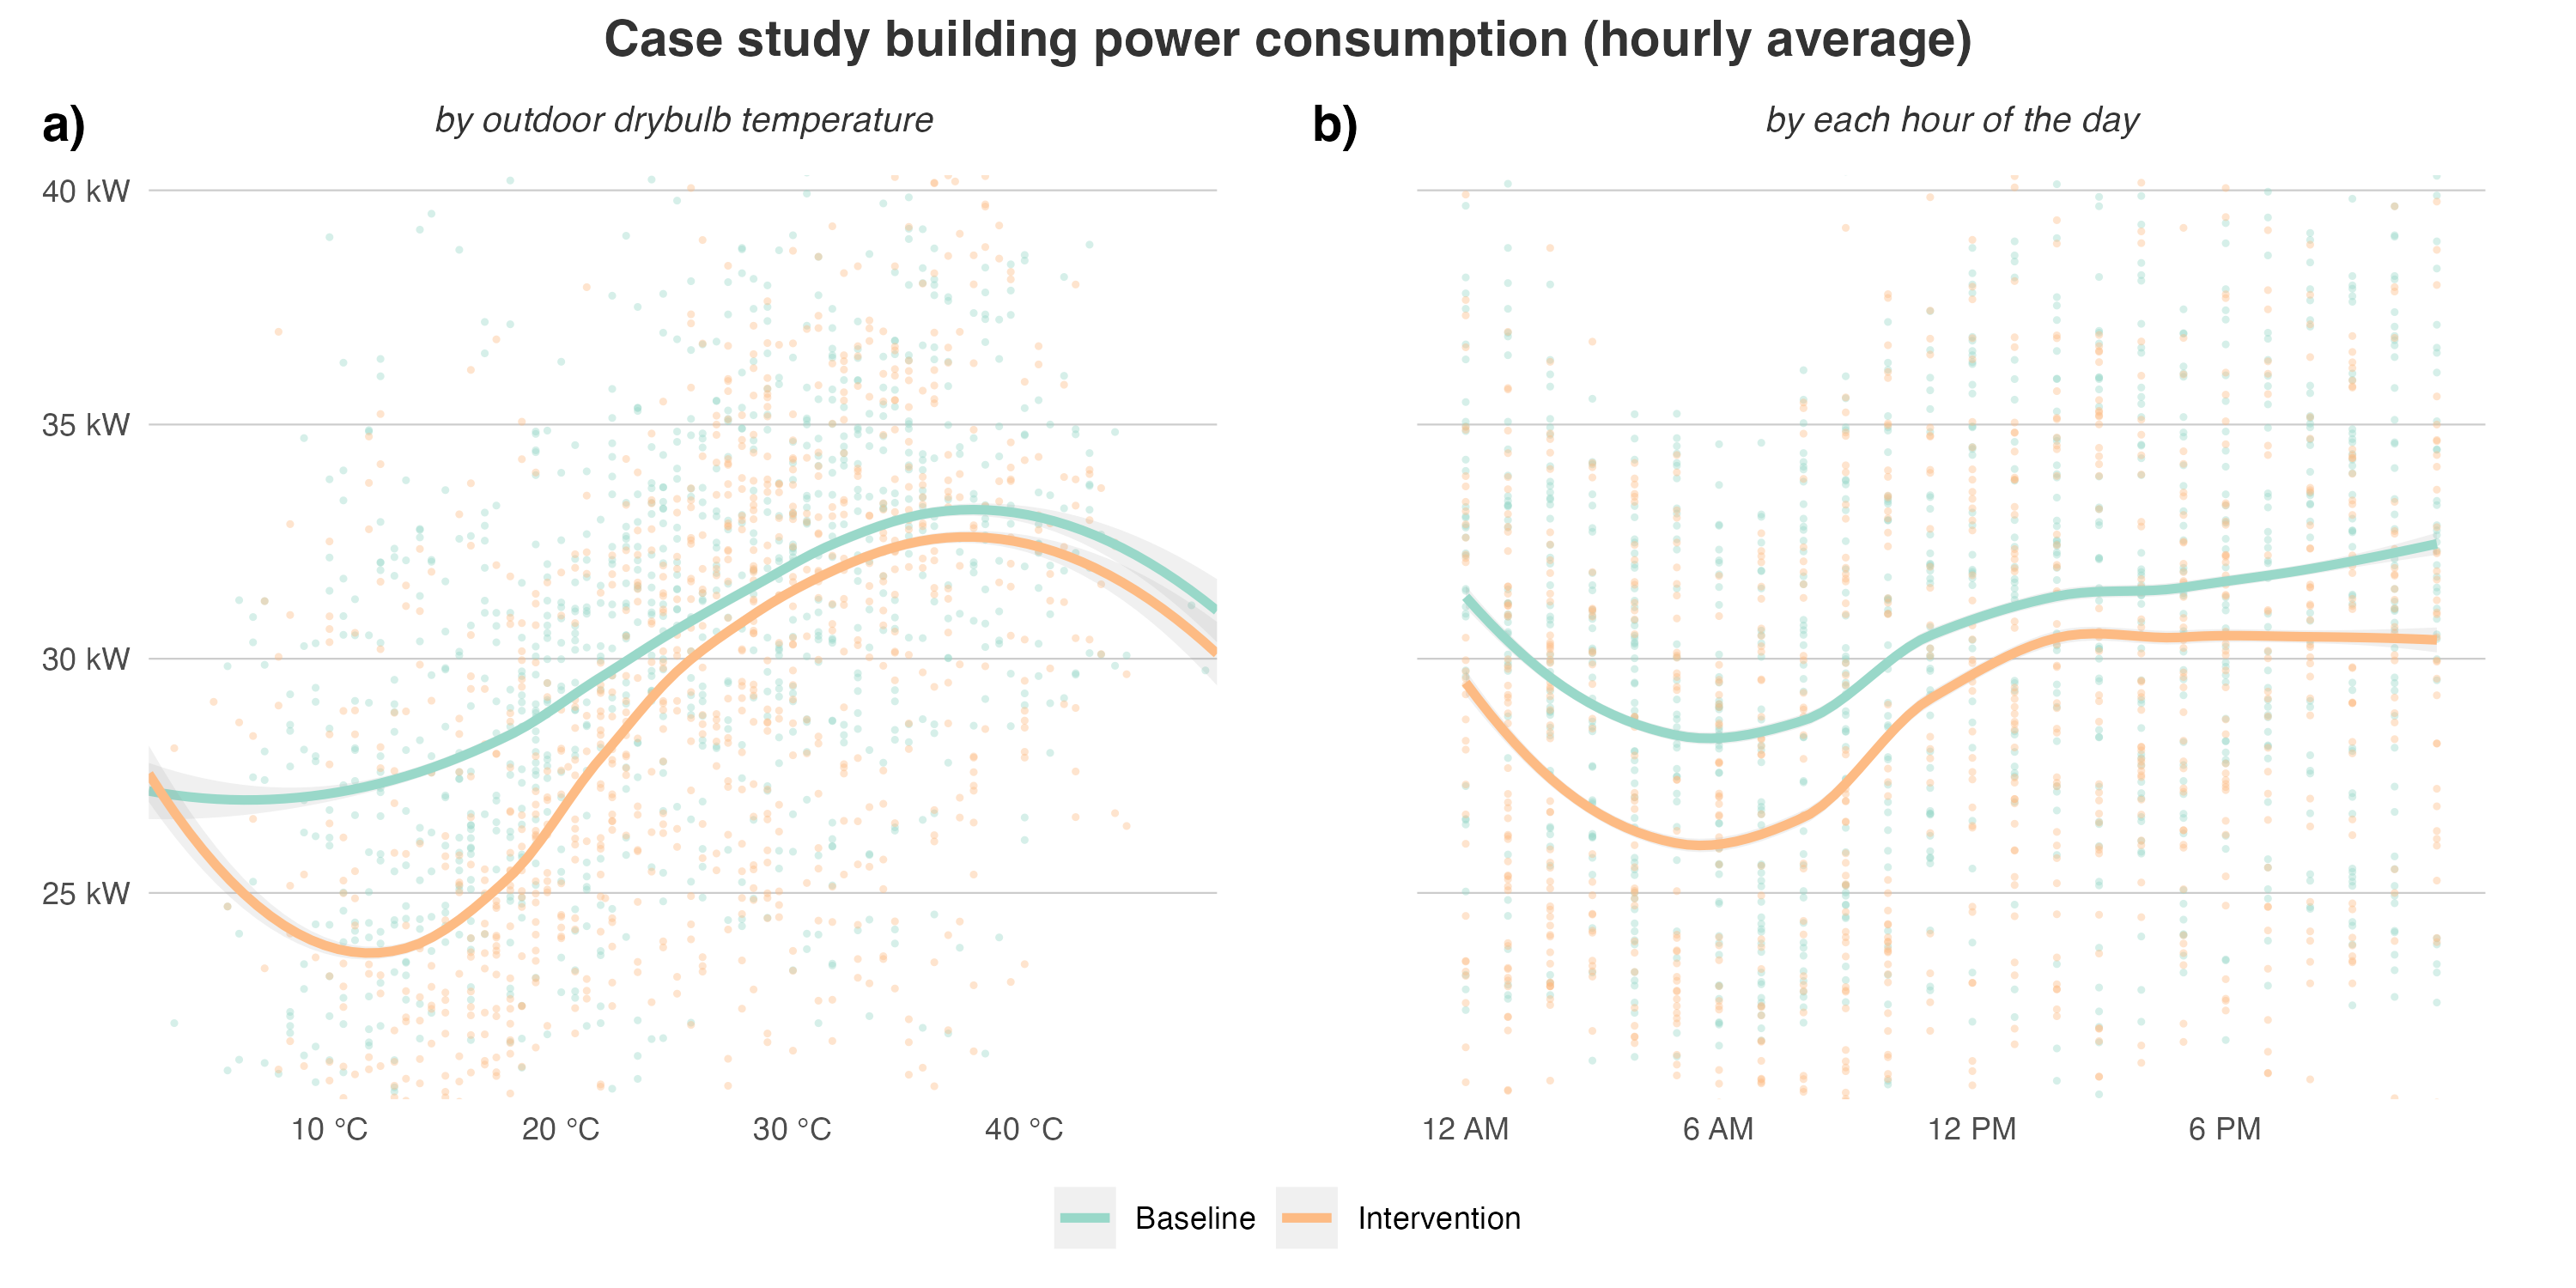 Case study building power consumption (hourly average)
a)
by outdoor drybulb temperature
40 kW
35 kW
30 kW
25 kW
10 °C
20 °C
30 °C
40 °C
b)
by each hour of the day
12 AM
6 AM
12 PM
6 PM
Baseline
Intervention